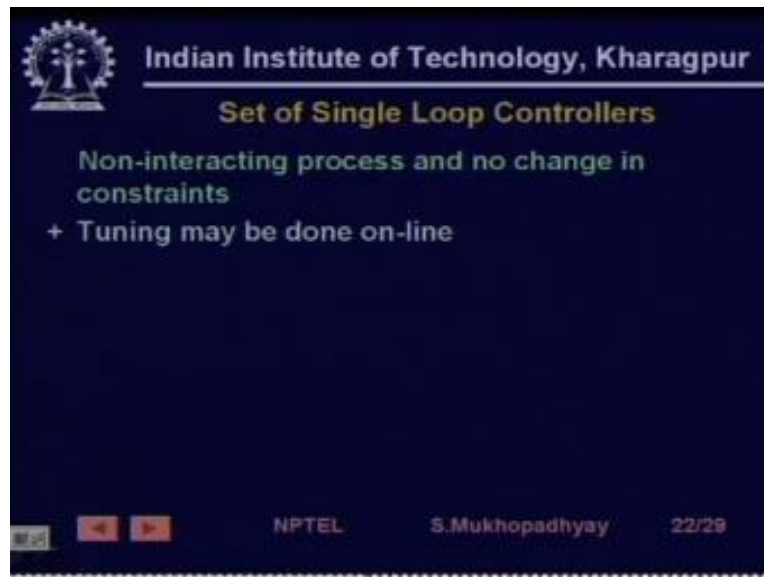 Indian Institute of Technology, Kharagpur
Set of Single Loop Controllers
Non-interacting process and no change in
constraints
+ Tuning may be done on-line
NPTEL S.Mukhopadhyay 22/29